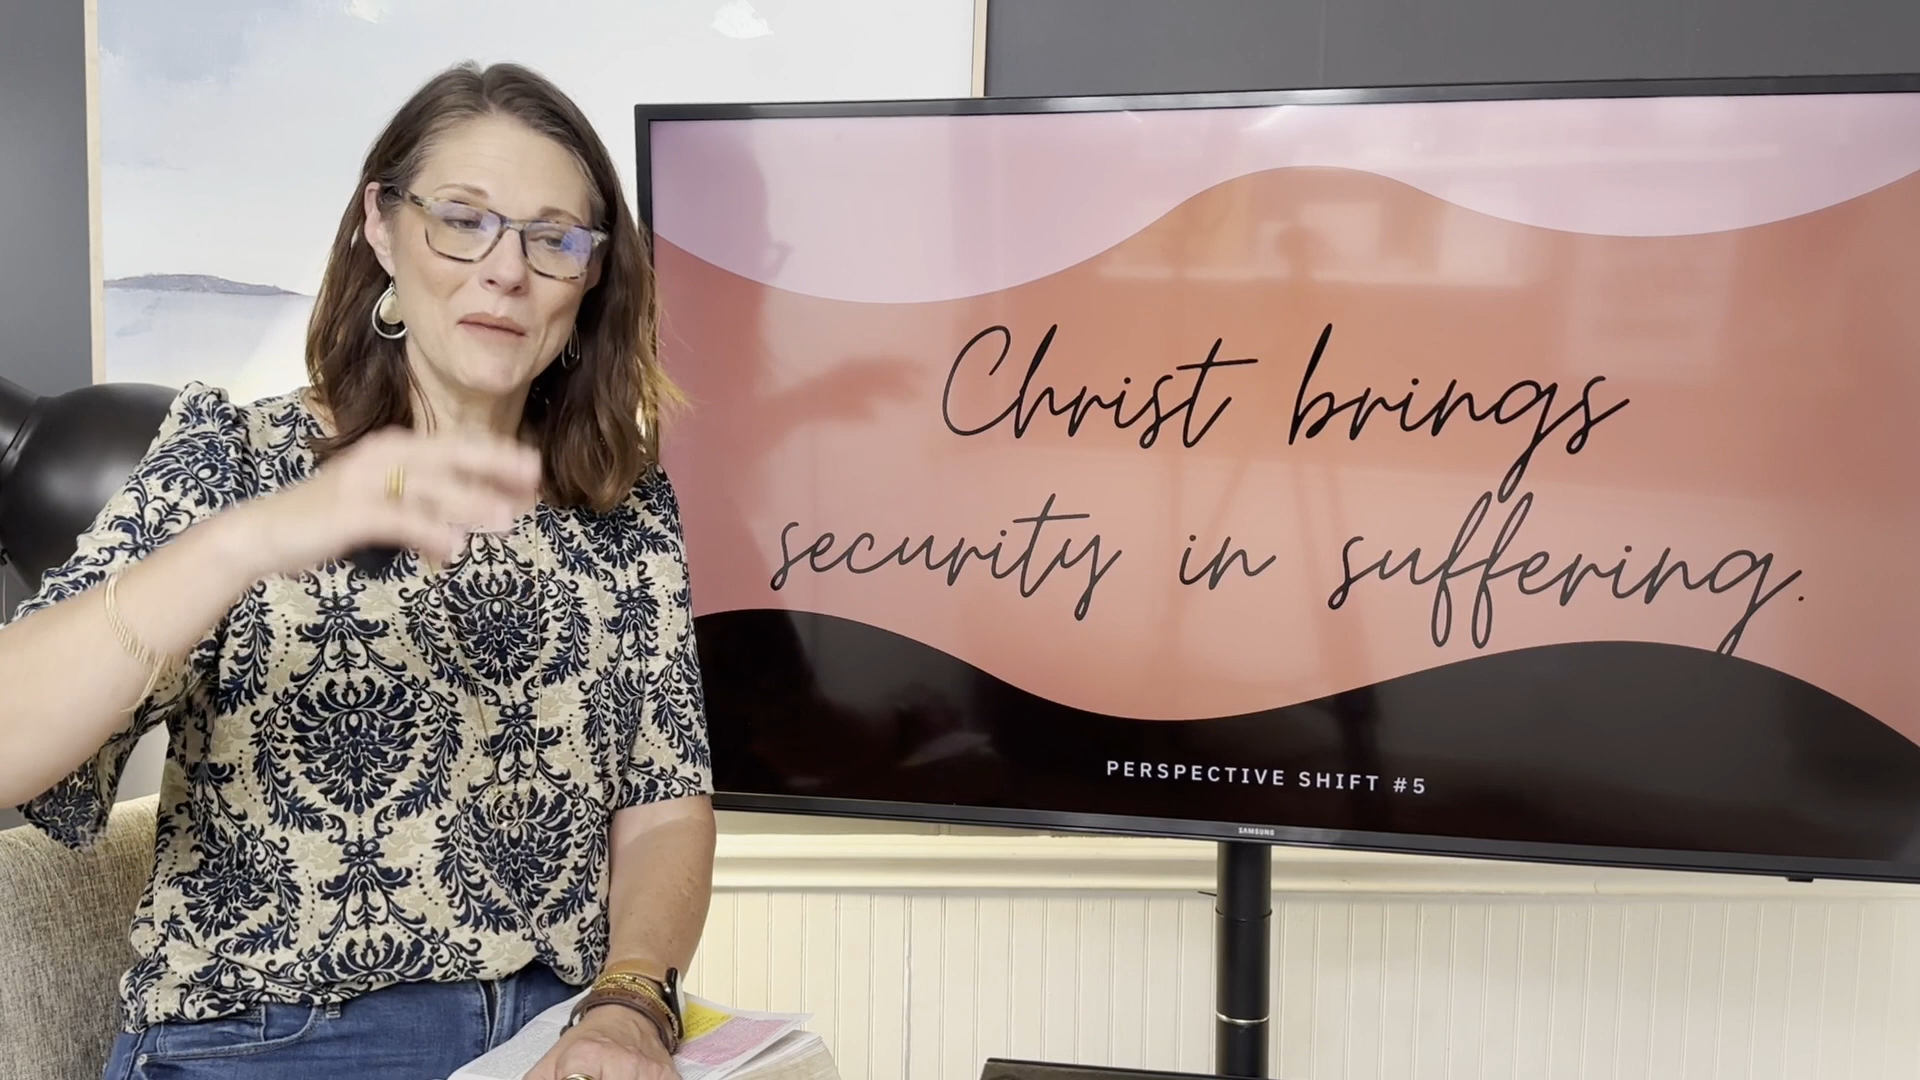 Christ brings
security in suffering.
PERSPECTIVE SHIFT #5
SAMSUNG